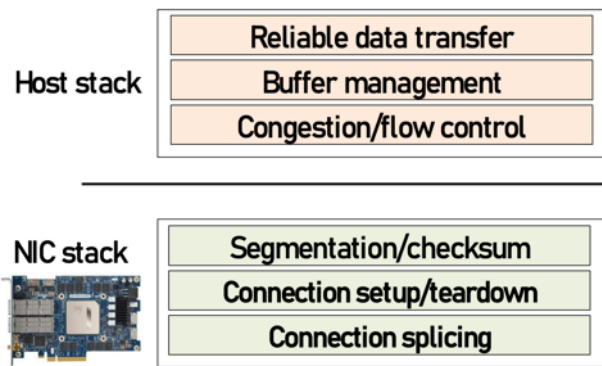 Host stack
Reliable data transfer
Buffer management
Congestion/flow control
NIC stack
Segmentation/checksum
Connection setup/teardown
Connection splicing